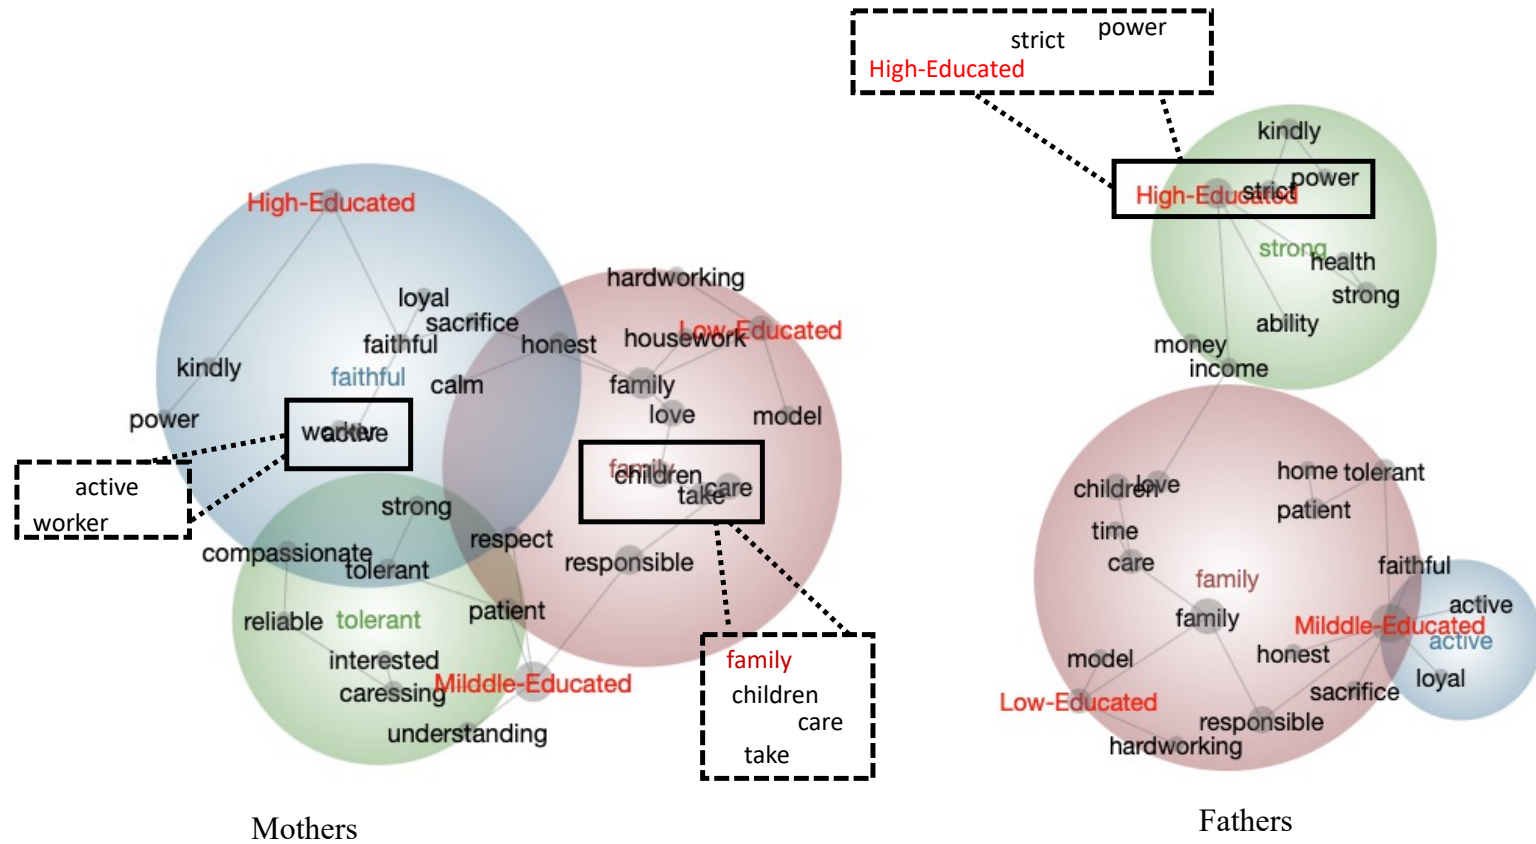 High-Educated
loyal
sacrifice
faithful
kindly
faithful
calm
power
worker
active
active
worker
hardworking
Low-Educated
housework
honest
family
love
model
family
children
take
care
strong
respect
compassionate
tolerant
responsible
patient
reliable
tolerant
interested
caressing
Milddle-Educated
understanding
family
children
care
take
Mothers
power
strict
High-Educated
kindly
power
High-Educated
strict
strong
health
strong
ability
money
income
home
tolerant
children
love
patient
time
care
faithful
family
active
family
Milddle-Educated
active
honest
model
loyal
sacrifice
Low-Educated
responsible
hardworking
Fathers